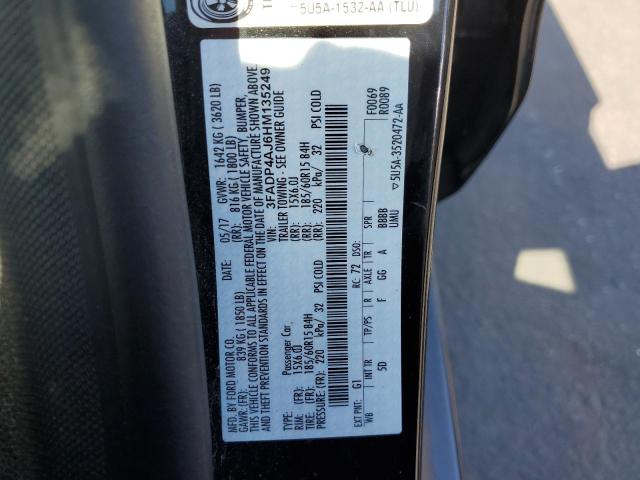 5U5A-1532-AA (TLU)
MFD. BY FORD MOTOR CO.
DATE: 05/17 GVWR: 1642 KG ( 3620 LB)
GAWR: (FR): 839 KG ( 1850 LB) (RR): 816 KG ( 1800 LB)
THIS VEHICLE CONFORMS TO ALL APPLICABLE FEDERAL MOTOR VEHICLE SAFETY, BUMPER,
AND THEFT PREVENTION STANDARDS IN EFFECT ON THE DATE OF MANUFACTURE SHOWN ABOVE.
VIN: 3FADP4AJ6HM135249
TYPE: Passenger Car. TRAILER TOWING - SEE OWNER GUIDE
RIM: (FR): 15X6.0J (RR): 15X6.0J
TIRE: (FR): 185/60R15 84H (RR): 185/60R15 84H
PRESSURE: (FR): 220 kPa/ 32 PSI COLD (RR): 220 kPa/ 32 PSI COLD
EXT PNT: G1 RC: 72 DSO: F0069
WB INT TR TP/PS R AXLE TR SPR R0089
5D F GG A BBBB
UMU
▽5U5A-3520472-AA